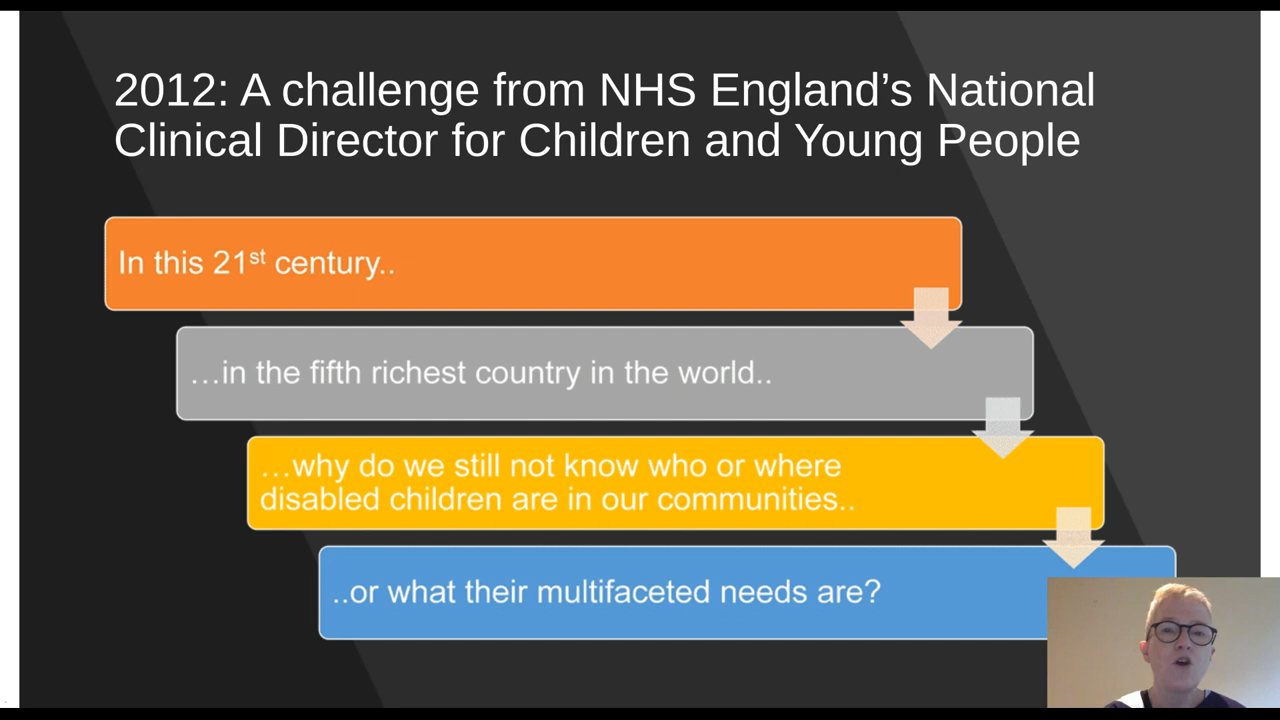 2012: A challenge from NHS England’s National
Clinical Director for Children and Young People
In this 21st century..
…in the fifth richest country in the world..
…why do we still not know who or where
disabled children are in our communities..
..or what their multifaceted needs are?